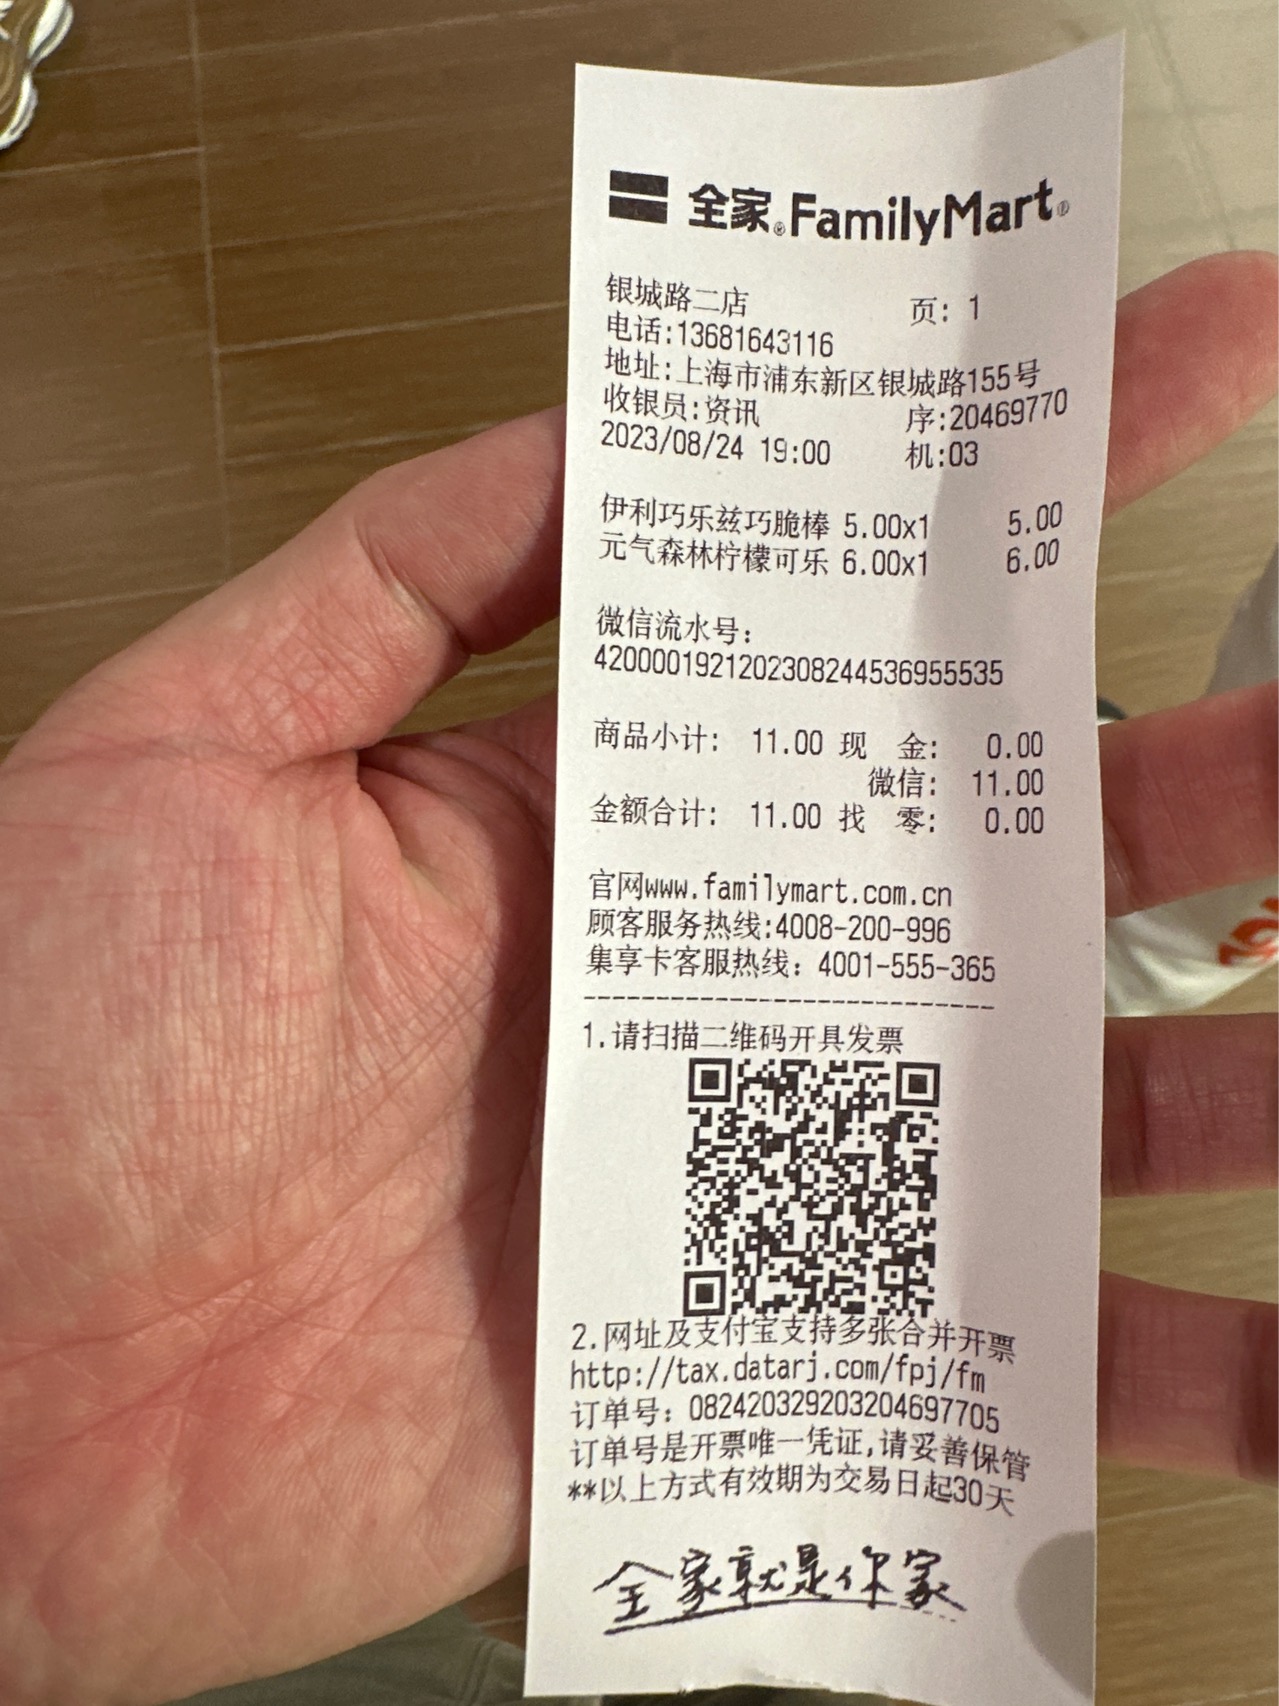 全家®FamilyMart®
银城路二店 页: 1
电话:13681643116
地址:上海市浦东新区银城路155号
收银员:资讯 序:20469770
2023/08/24 19:00 机:03
伊利巧乐兹巧脆棒 5.00x1 5.00
元气森林柠檬可乐 6.00x1 6.00
微信流水号:
4200001921202308244536955535
商品小计: 11.00 现 金: 0.00
微信: 11.00
金额合计: 11.00 找 零: 0.00
官网www.familymart.com.cn
顾客服务热线:4008-200-996
集享卡客服热线: 4001-555-365
----------------------------
1.请扫描二维码开具发票
2.网址及支付宝支持多张合并开票
http://tax.datarj.com/fpj/fm
订单号: 082420329203204697705
订单号是开票唯一凭证,请妥善保管
**以上方式有效期为交易日起30天
全家就是你家